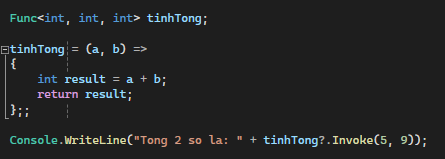 Func<int, int, int> tinhTong;
tinhTong = (a, b) =>
{
int result = a + b;
return result;
};;
Console.WriteLine("Tong 2 so la: " + tinhTong?.Invoke(5, 9));